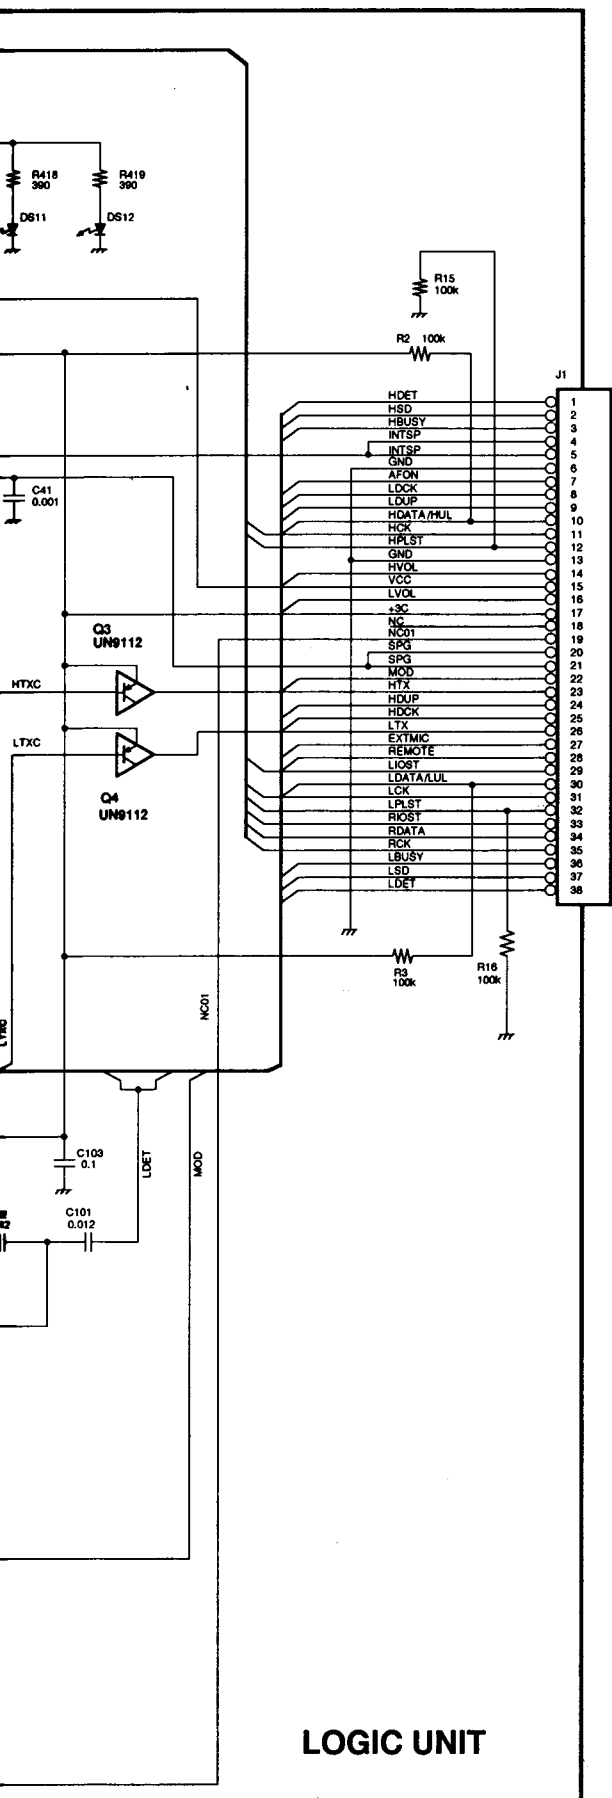 R418
390
R419
390
DS11
DS12
R15
100k
R2 100k
J1
HDET
1
HSD
2
HBUSY
3
INTSP
4
INTSP
5
GND
6
AFON
7
LDCK
8
LDUP
9
HDATA/HUL
10
HCK
11
HPLST
12
GND
13
HVOL
14
VCC
15
LVOL
16
+3C
17
NC
18
NC01
19
SPG
20
SPG
21
MOD
22
HTX
23
HDUP
24
HDCK
25
LTX
26
EXTMIC
27
REMOTE
28
LIOST
29
LDATA/LUL
30
LCK
31
LPLST
32
RIOST
33
RDATA
34
RCK
35
LBUSY
36
LSD
37
LDET
38
C41
0.001
Q3
UN9112
HTXC
LTXC
Q4
UN9112
R3
100k
R16
100k
NC01
LTXC
C103
0.1
LDET
MOD
C101
0.012
LOGIC UNIT